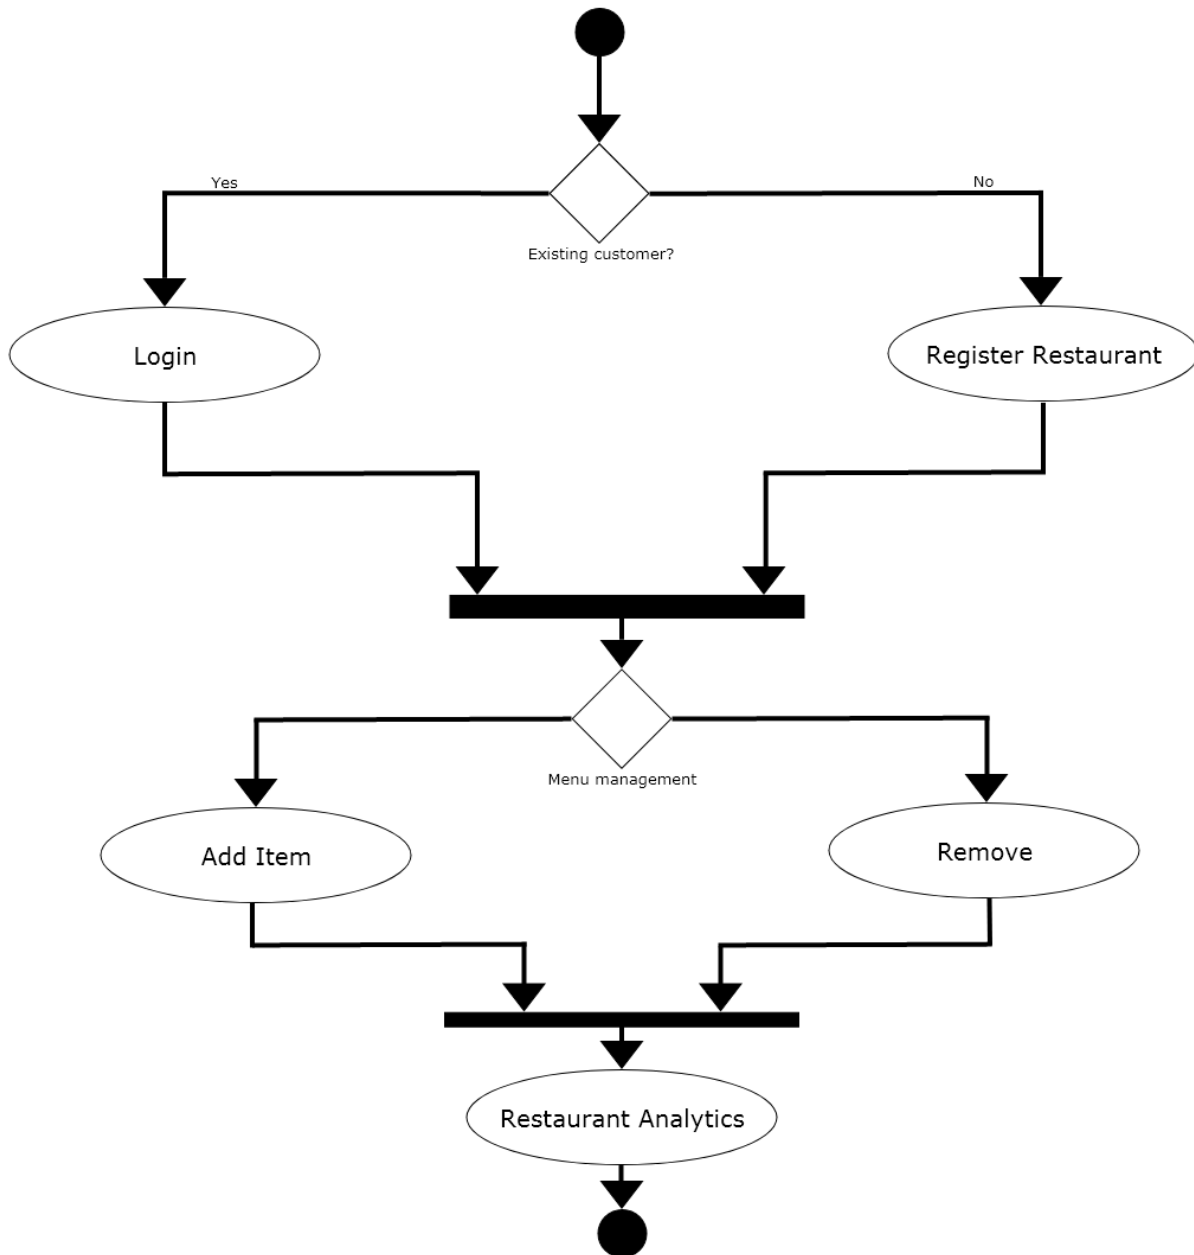 Yes
No
Existing customer?
Login
Register Restaurant
Menu management
Add Item
Remove
Restaurant Analytics